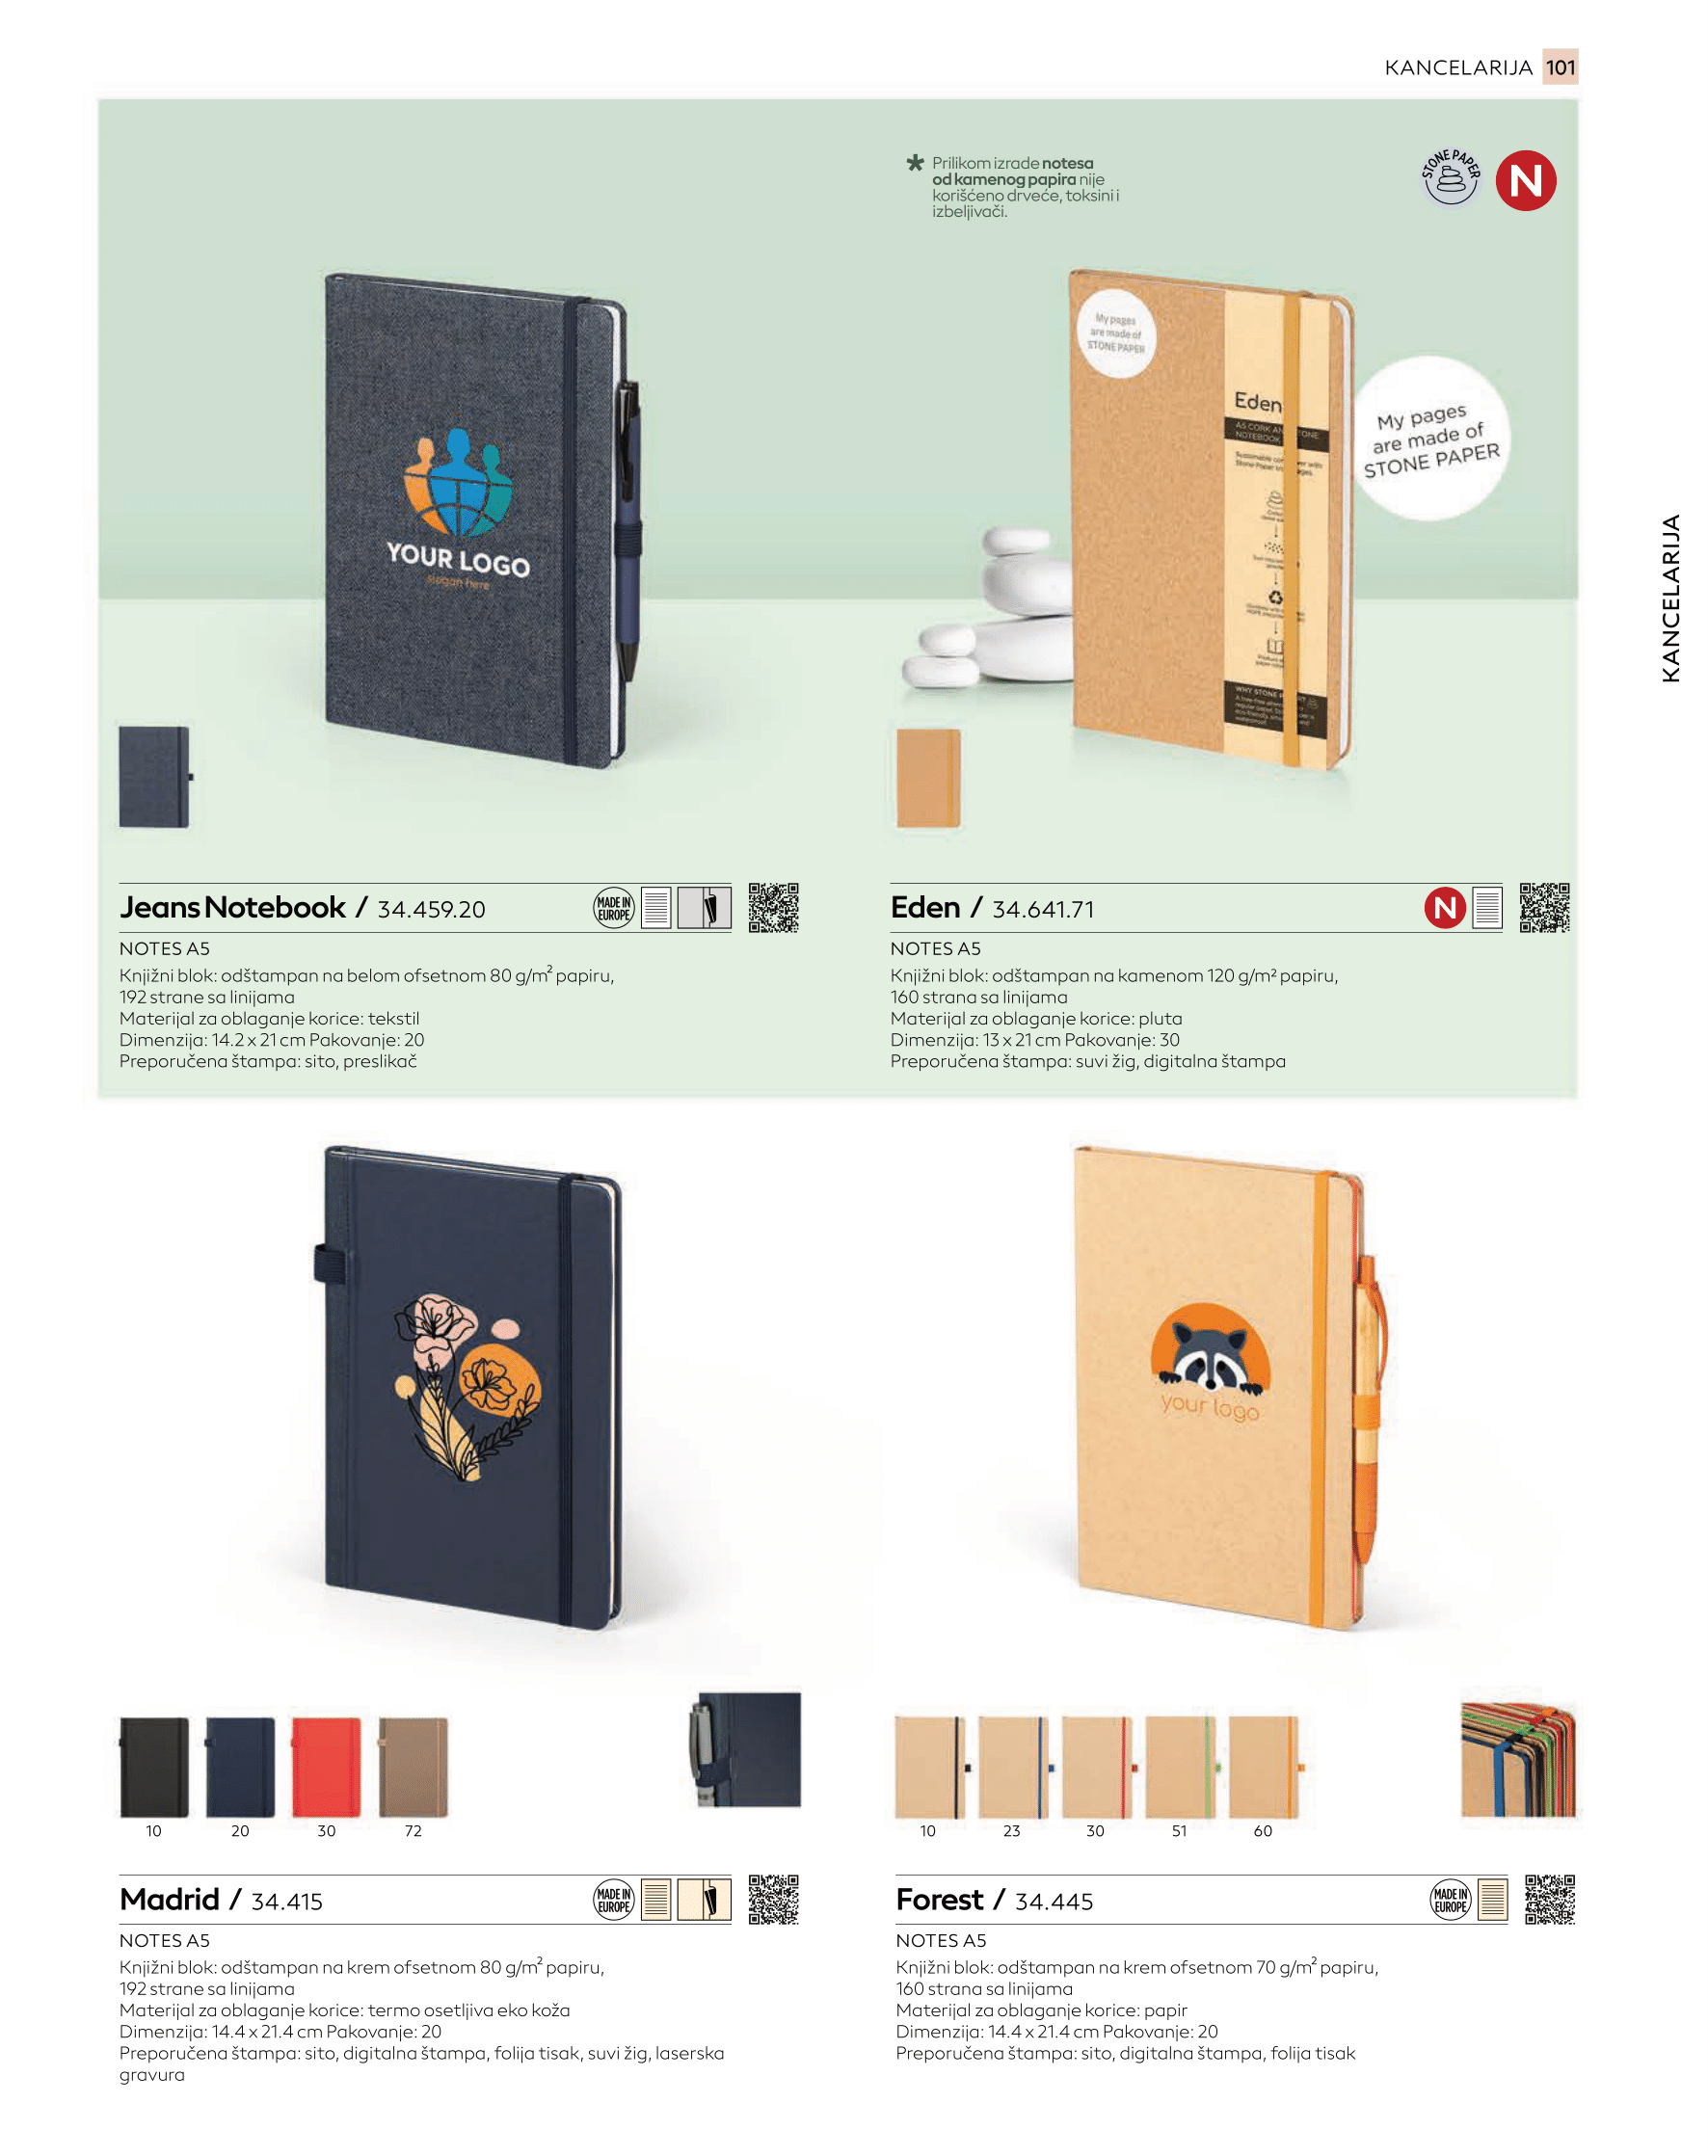 KANCELARIJA 101
* Prilikom izrade notesa
od kamenog papira nije
korišćeno drveće, toksini i
izbeljivači.
STONE PAPER
N
My pages
are made of
STONE PAPER
Eden
A5 CORK AN
TONE
NOTEBOOK
WHY STONE
My pages
are made of
STONE PAPER
YOUR LOGO
slogan here
KANCELARIJA
Jeans Notebook / 34.459.20
MADE IN
EUROPE
NOTES A5
Knjižni blok: odštampan na belom ofsetnom 80 g/m² papiru,
192 strane sa linijama
Materijal za oblaganje korice: tekstil
Dimenzija: 14.2 x 21 cm Pakovanje: 20
Preporučena štampa: sito, preslikač
Eden / 34.641.71
N
NOTES A5
Knjižni blok: odštampan na kamenom 120 g/m² papiru,
160 strana sa linijama
Materijal za oblaganje korice: pluta
Dimenzija: 13 x 21 cm Pakovanje: 30
Preporučena štampa: suvi žig, digitalna štampa
your logo
10 20 30 72
10 23 30 51 60
Madrid / 34.415
MADE IN
EUROPE
NOTES A5
Knjižni blok: odštampan na krem ofsetnom 80 g/m² papiru,
192 strane sa linijama
Materijal za oblaganje korice: termo osetljiva eko koža
Dimenzija: 14.4 x 21.4 cm Pakovanje: 20
Preporučena štampa: sito, digitalna štampa, folija tisak, suvi žig, laserska
gravura
Forest / 34.445
MADE IN
EUROPE
NOTES A5
Knjižni blok: odštampan na krem ofsetnom 70 g/m² papiru,
160 strana sa linijama
Materijal za oblaganje korice: papir
Dimenzija: 14.4 x 21.4 cm Pakovanje: 20
Preporučena štampa: sito, digitalna štampa, folija tisak